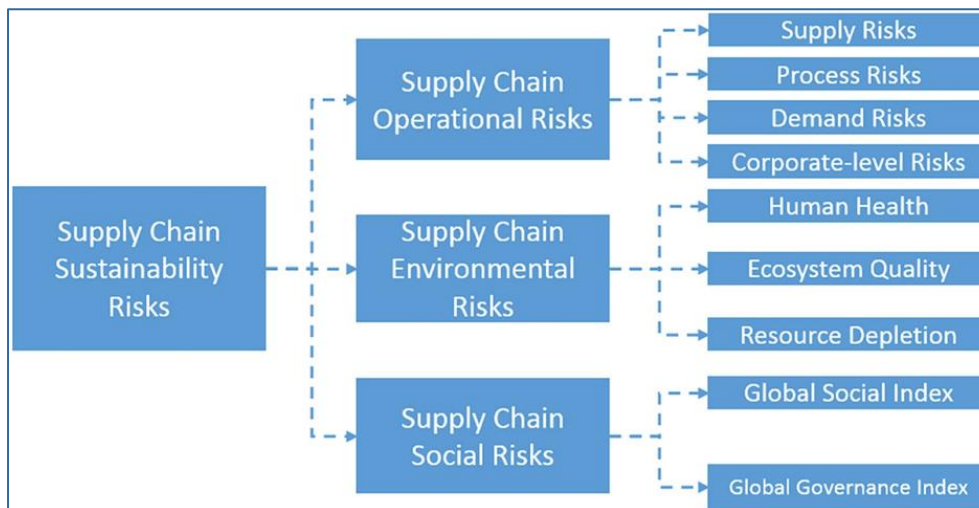 Supply Chain
Sustainability
Risks
Supply Chain
Operational Risks
Supply Chain
Environmental
Risks
Supply Chain
Social Risks
Supply Risks
Process Risks
Demand Risks
Corporate-level Risks
Human Health
Ecosystem Quality
Resource Depletion
Global Social Index
Global Governance Index